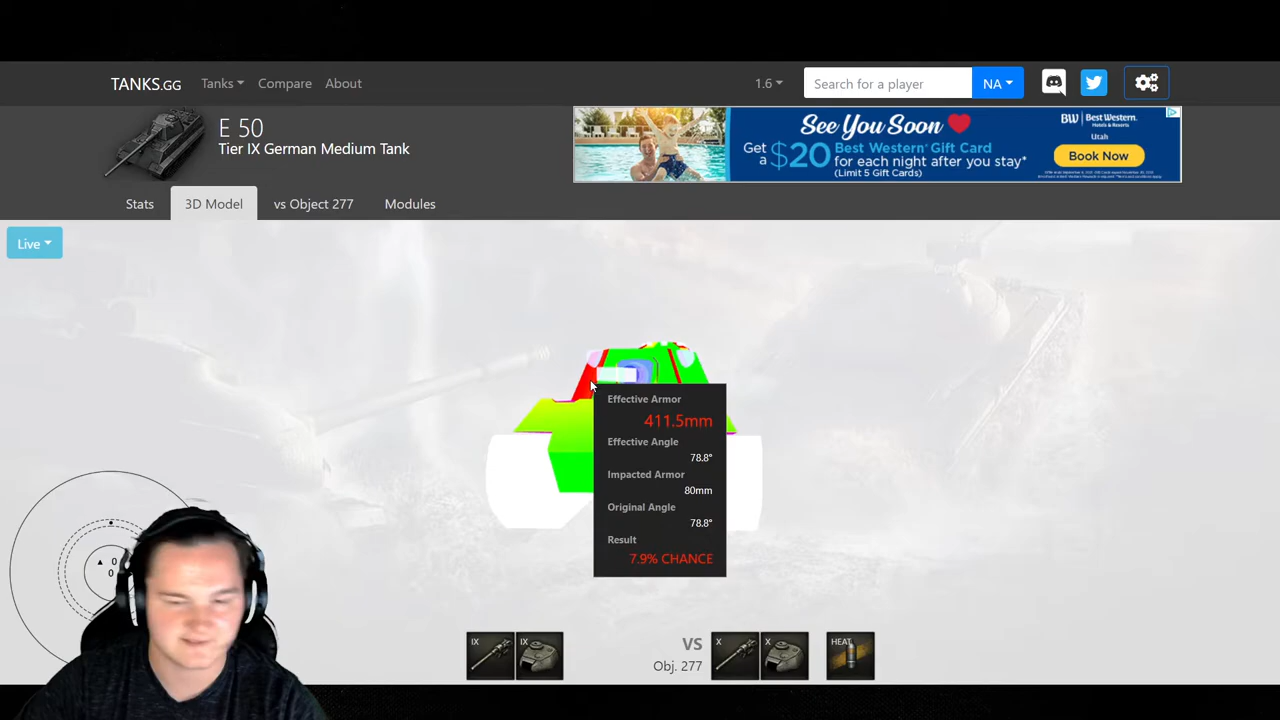 TANKS.GG
Tanks
Compare
About
1.6
Search for a player
NA
E 50
Tier IX German Medium Tank
See You Soon
Get a $20 Best Western® Gift Card for each night after you stay*
(Limit 5 Gift Cards)
BW Best Western.
Hotels & Resorts
Utah
Book Now
Stats
3D Model
vs Object 277
Modules
Live
Effective Armor
411.5mm
Effective Angle
78.8°
Impacted Armor
80mm
Original Angle
78.8°
Result
7.9% CHANCE
0
0
IX
IX
VS
Obj. 277
X
X
HEAT